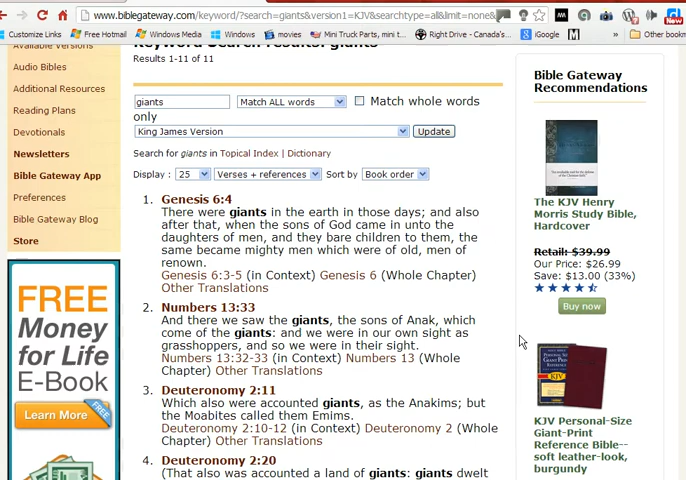 www.biblegateway.com/keyword/?search=giants&version1=KJV&searchtype=all&limit=none&
Customize Links
Free Hotmail
Windows Marketplace
Windows
movies
Mini Truck Parts, mini t...
Right Drive - Canada's...
iGoogle
»
Other bookm
New
Available Versions
Audio Bibles
Additional Resources
Reading Plans
Devotionals
Newsletters
Bible Gateway App
Preferences
Bible Gateway Blog
Store
FREE
Money
for Life
E-Book
Learn More
FREE
Keyword Search results: giants
Results 1-11 of 11
giants
Match ALL words
Match whole words
only
King James Version
Update
Search for giants in Topical Index | Dictionary
Display : 25
Verses + references
Sort by
Book order
1. Genesis 6:4
There were giants in the earth in those days; and also
after that, when the sons of God came in unto the
daughters of men, and they bare children to them, the
same became mighty men which were of old, men of
renown.
Genesis 6:3-5 (in Context) Genesis 6 (Whole Chapter)
Other Translations
2. Numbers 13:33
And there we saw the giants, the sons of Anak, which
come of the giants: and we were in our own sight as
grasshoppers, and so we were in their sight.
Numbers 13:32-33 (in Context) Numbers 13 (Whole
Chapter) Other Translations
3. Deuteronomy 2:11
Which also were accounted giants, as the Anakims; but
the Moabites called them Emims.
Deuteronomy 2:10-12 (in Context) Deuteronomy 2 (Whole
Chapter) Other Translations
4. Deuteronomy 2:20
(That also was accounted a land of giants: giants dwelt
Bible Gateway
Recommendations
The KJV Henry
Morris Study Bible,
Hardcover
Retail: $39.99
Our Price: $26.99
Save: $13.00 (33%)
Buy now
KJV Personal-Size
Giant-Print
Reference Bible--
soft leather-look,
burgundy